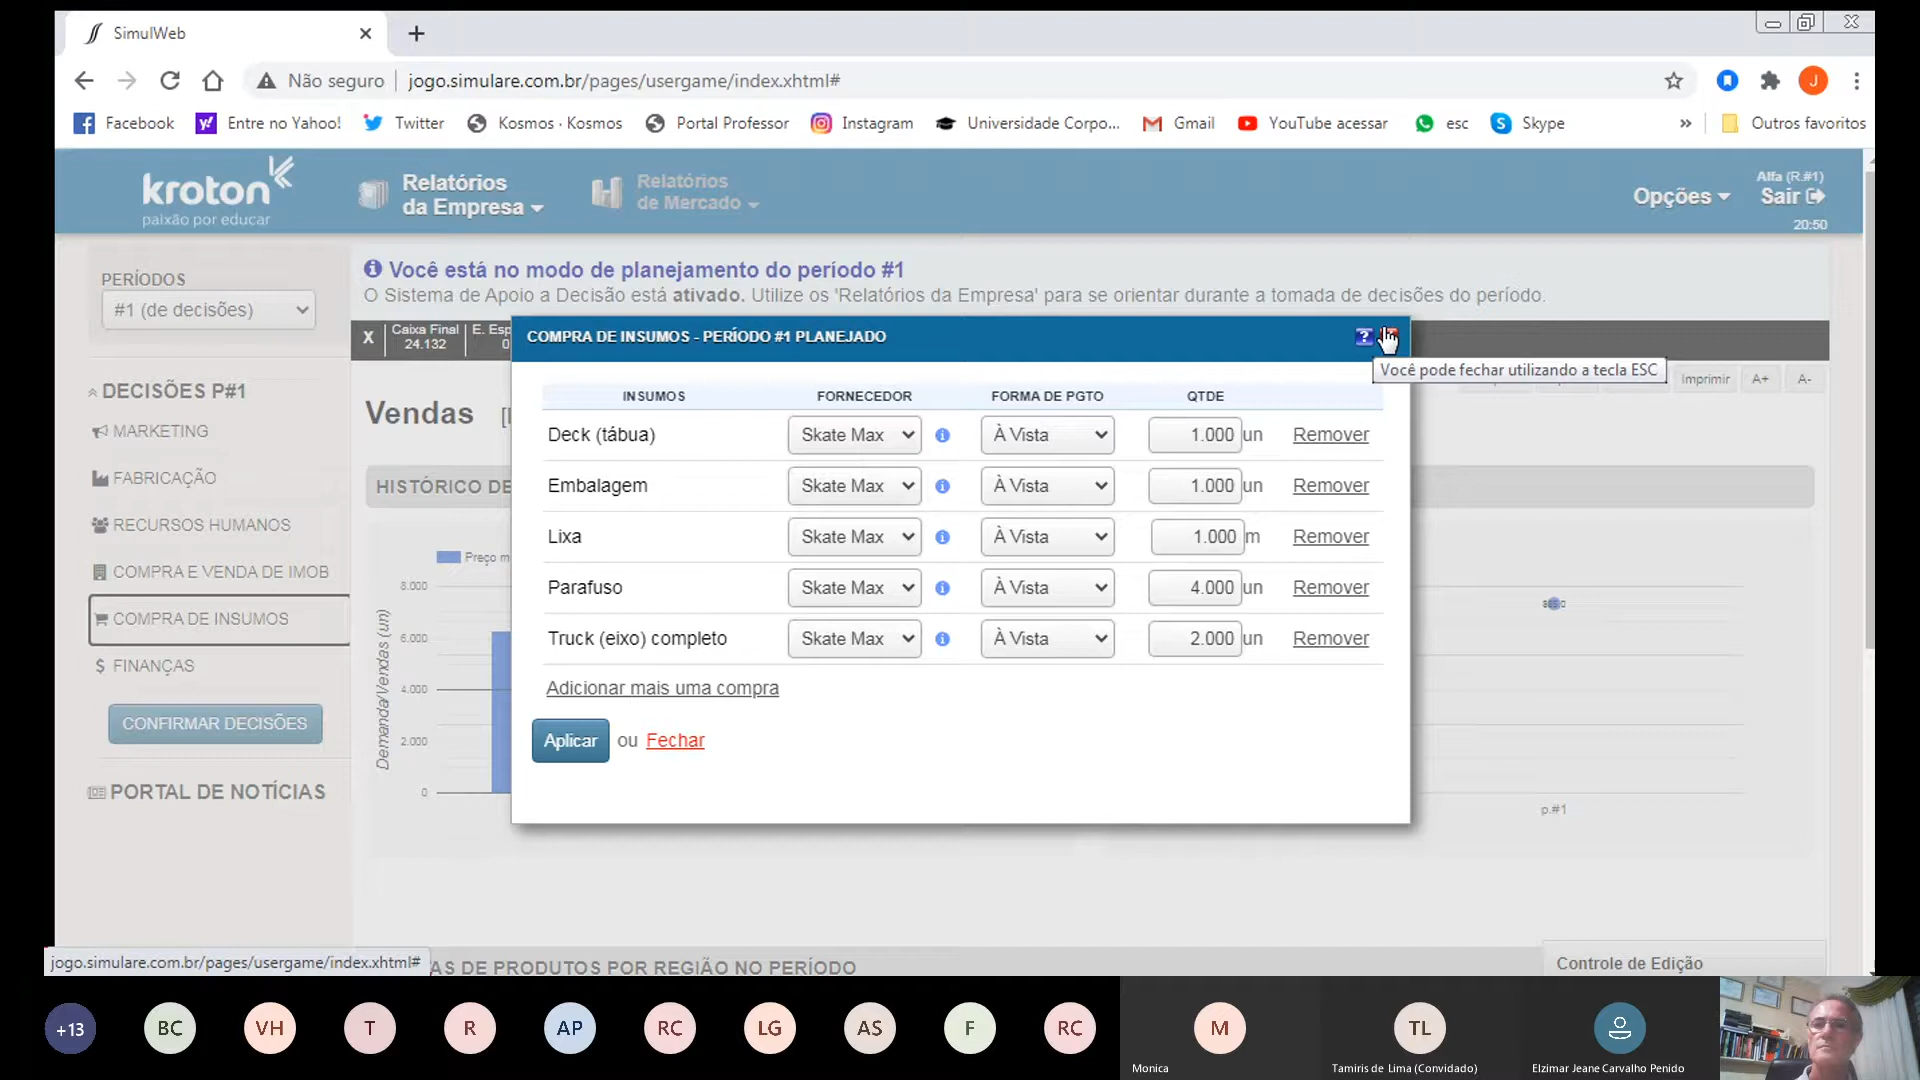 SimulWeb
Não seguro
jogo.simulare.com.br/pages/usergame/index.xhtml#
J
Facebook
Entre no Yahoo!
Twitter
Kosmos · Kosmos
Portal Professor
Instagram
Universidade Corpo...
Gmail
YouTube acessar
esc
Skype
»
Outros favoritos
kroton
paixão por educar
Relatórios
da Empresa
Relatórios
de Mercado
Opções
Alfa (R.#1)
Sair
20:50
PERÍODOS
#1 (de decisões)
Você está no modo de planejamento do período #1
O Sistema de Apoio a Decisão está ativado. Utilize os 'Relatórios da Empresa' para se orientar durante a tomada de decisões do período.
X
Caixa Final
24.132
E. Esp
0
COMPRA DE INSUMOS - PERÍODO #1 PLANEJADO
?
Você pode fechar utilizando a tecla ESC
Imprimir
A+
A-
DECISÕES P#1
MARKETING
FABRICAÇÃO
RECURSOS HUMANOS
COMPRA E VENDA DE IMOB
COMPRA DE INSUMOS
$ FINANÇAS
CONFIRMAR DECISÕES
PORTAL DE NOTÍCIAS
Vendas
HISTÓRICO DE
Preço m
Demanda/Vendas (un)
8.000
6.000
4.000
2.000
0
p.#1
INSUMOS FORNECEDOR FORMA DE PGTO QTDE
Deck (tábua) Skate Max À Vista 1.000 un Remover
Embalagem Skate Max À Vista 1.000 un Remover
Lixa Skate Max À Vista 1.000 m Remover
Parafuso Skate Max À Vista 4.000 un Remover
Truck (eixo) completo Skate Max À Vista 2.000 un Remover
Adicionar mais uma compra
Aplicar ou Fechar
jogo.simulare.com.br/pages/usergame/index.xhtml#
AS DE PRODUTOS POR REGIÃO NO PERÍODO
Controle de Edição
+13
BC
VH
T
R
AP
RC
LG
AS
F
RC
M
Monica
TL
Tamiris de Lima (Convidado)
Elzimar Jeane Carvalho Penido